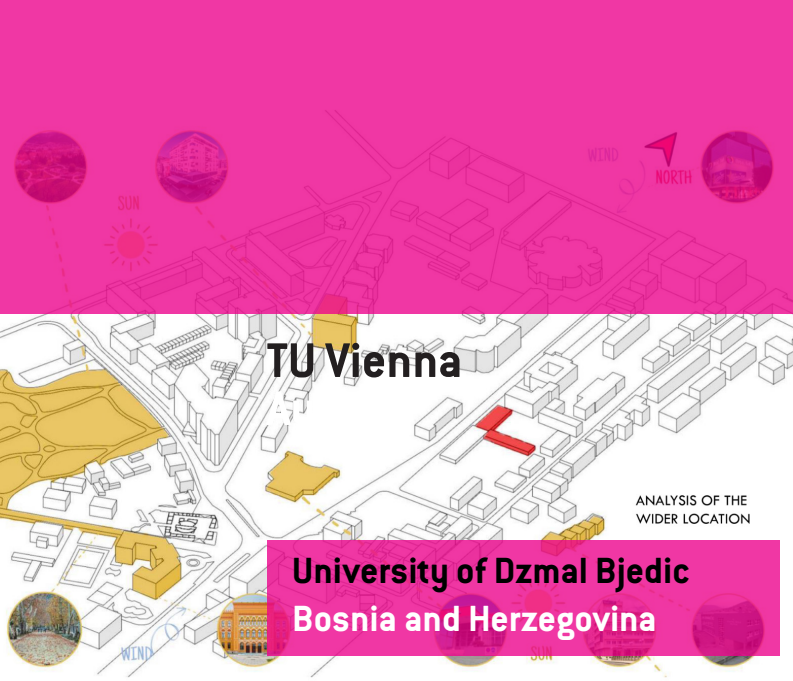 WIND
NORTH
SUN
TU Vienna
ANALYSIS OF THE
WIDER LOCATION
University of Dzmal Bjedic
Bosnia and Herzegovina
WIND
SUN